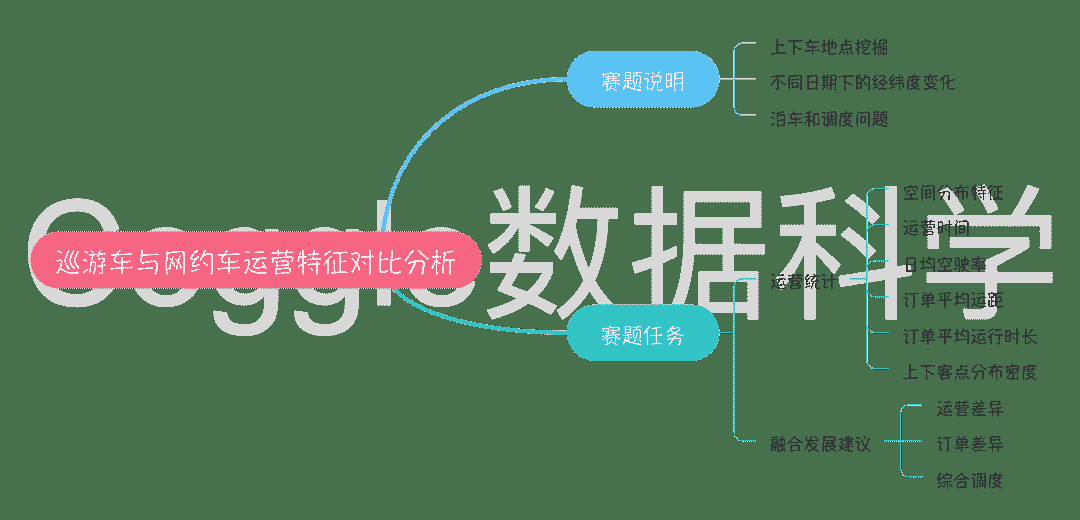 Coggle数据科学
巡游车与网约车运营特征对比分析
赛题说明
上下车地点挖掘
不同日期下的经纬度变化
泊车和调度问题
赛题任务
运营统计
空间分布特征
运营时间
日均空驶率
订单平均运距
订单平均运行时长
上下客点分布密度
融合发展建议
运营差异
订单差异
综合调度